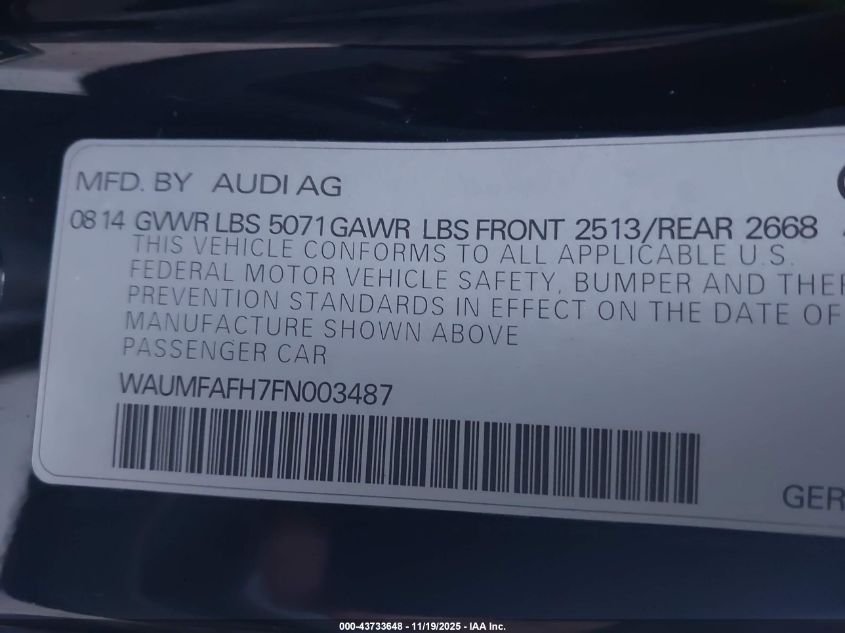 MFD. BY AUDI AG
08 14 GVWR LBS 5071 GAWR LBS FRONT 2513/REAR 2668
THIS VEHICLE CONFORMS TO ALL APPLICABLE U.S.
FEDERAL MOTOR VEHICLE SAFETY, BUMPER AND THEF
PREVENTION STANDARDS IN EFFECT ON THE DATE OF
MANUFACTURE SHOWN ABOVE
PASSENGER CAR
WAUMFAFH7FN003487
GER
000-43733648 - 11/19/2025 - IAA Inc.